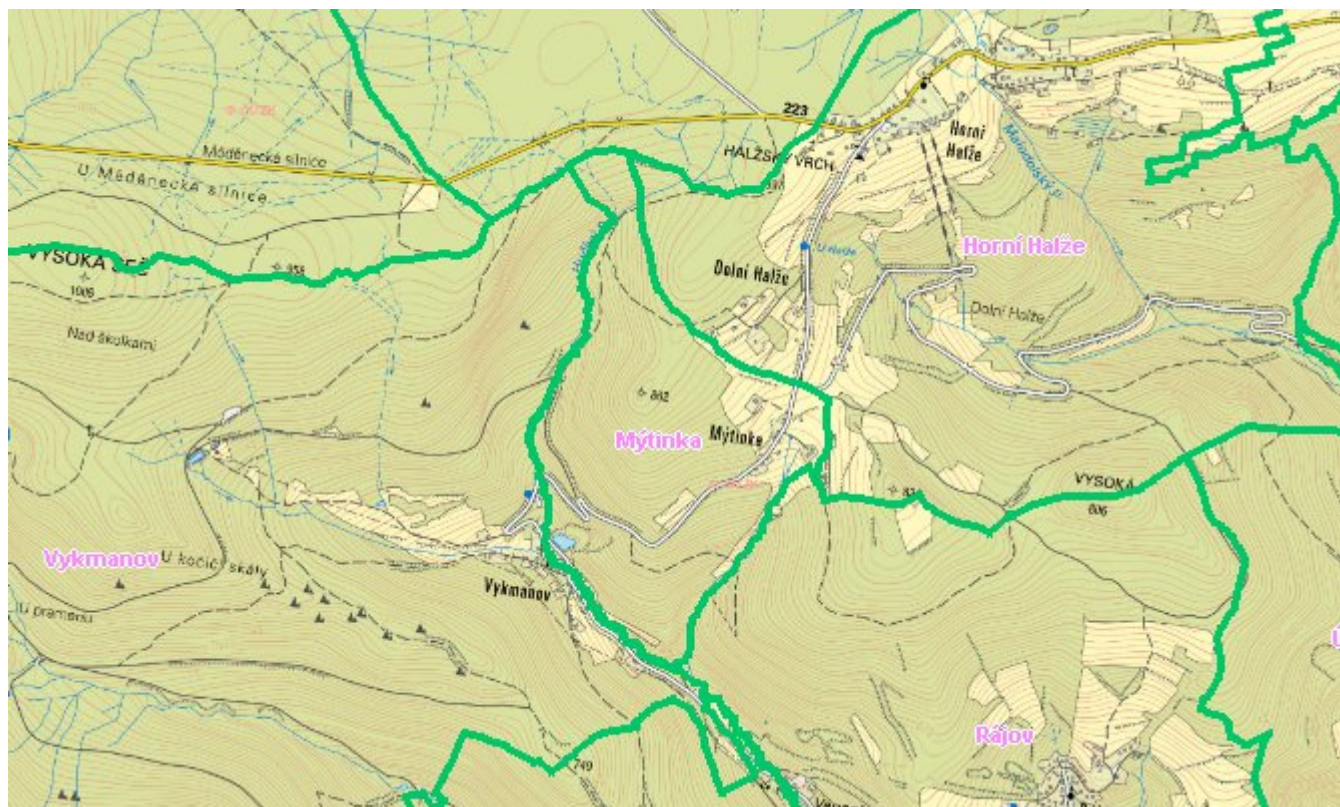 223
Horní
Halže
Měděnecká silnice
HALŽSKÝ VRCH
U Měděnecká silnice
Horní Halže
VYSOKÁ SEČ
958
Dolní Halže
1006
Dolní Halže
Nad školkami
862
Mýtinka
Mýtinka
VYSOKÁ
806
Vykmanov
U kočičí skály
Vykmanov
U pramenu
Rájov
749